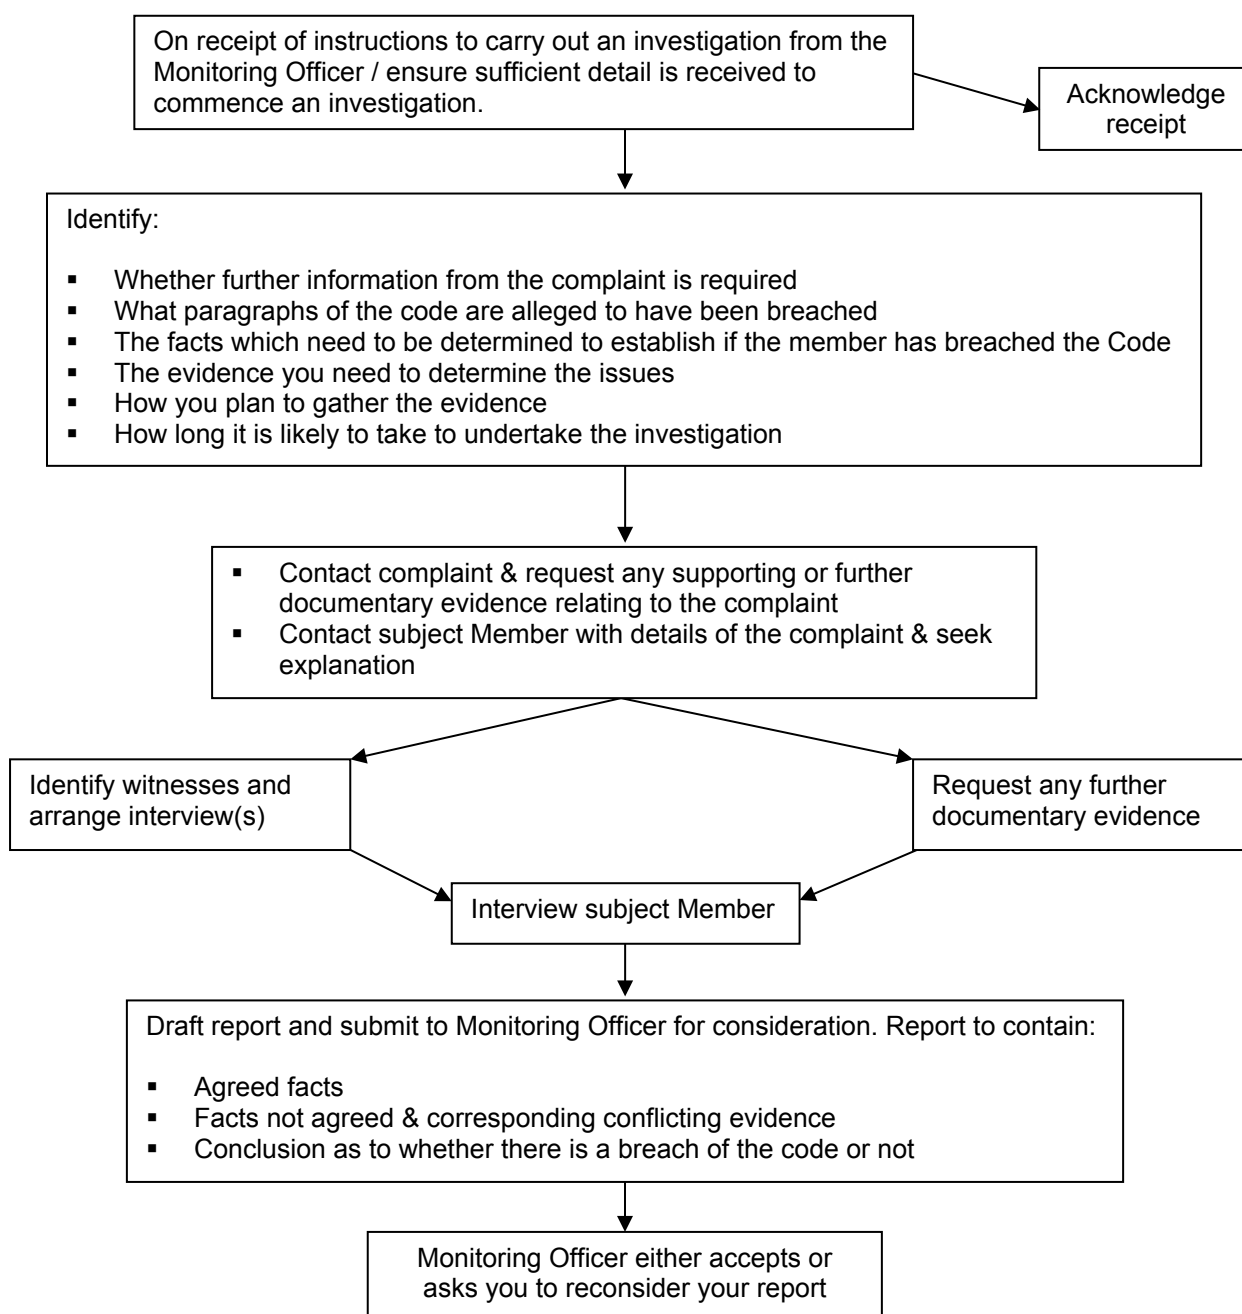 On receipt of instructions to carry out an investigation from the
Monitoring Officer / ensure sufficient detail is received to
commence an investigation.
Acknowledge
receipt
Identify:
▪ Whether further information from the complaint is required
▪ What paragraphs of the code are alleged to have been breached
▪ The facts which need to be determined to establish if the member has breached the Code
▪ The evidence you need to determine the issues
▪ How you plan to gather the evidence
▪ How long it is likely to take to undertake the investigation
▪ Contact complaint & request any supporting or further
documentary evidence relating to the complaint
▪ Contact subject Member with details of the complaint & seek
explanation
Identify witnesses and
arrange interview(s)
Request any further
documentary evidence
Interview subject Member
Draft report and submit to Monitoring Officer for consideration. Report to contain:
▪ Agreed facts
▪ Facts not agreed & corresponding conflicting evidence
▪ Conclusion as to whether there is a breach of the code or not
Monitoring Officer either accepts or
asks you to reconsider your report